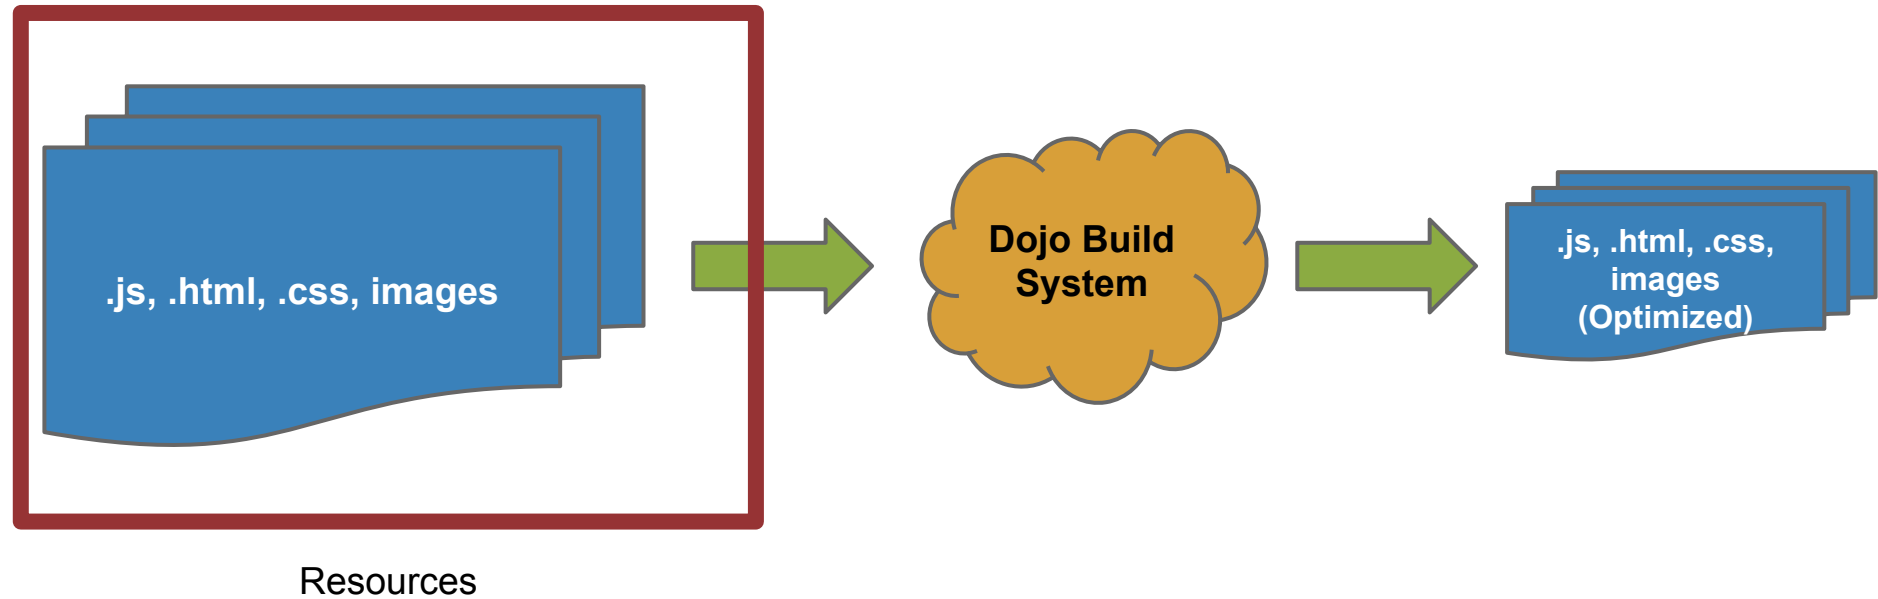 .js, .html, .css, images
Dojo Build
System
.js, .html, .css,
images
(Optimized)
Resources